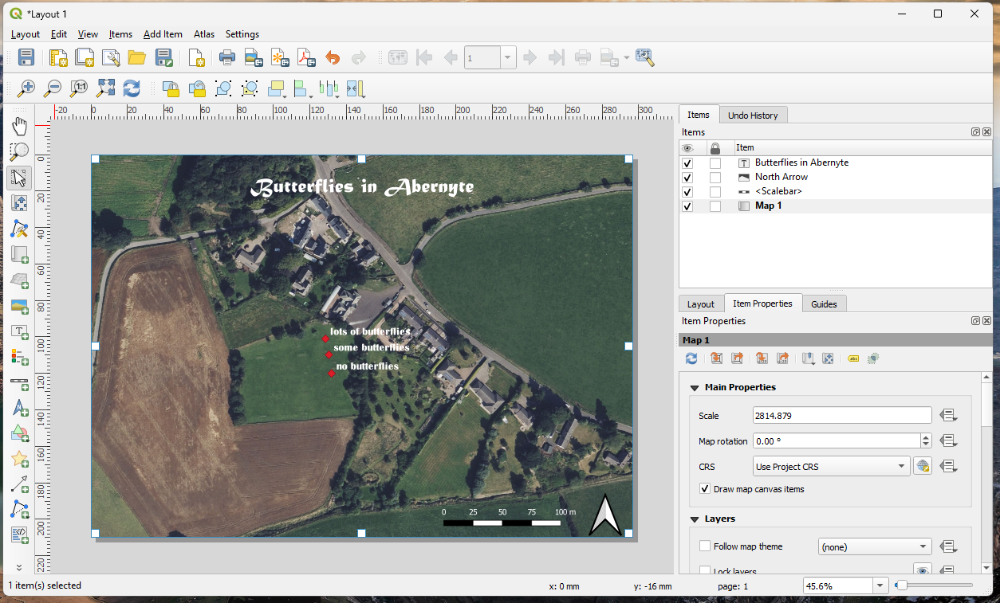 *Layout 1
Layout Edit View Items Add Item Atlas Settings
1
-20 0 20 40 60 80 100 120 140 160 180 200 220 240 260 280 300
0
20
40
60
80
100
120
140
160
180
200
220
Butterflies in Abernyte
lots of butterflies
some butterflies
no butterflies
0 25 50 75 100 m
Items Undo History
Items
Item
Butterflies in Abernyte
North Arrow
<Scalebar>
Map 1
Layout Item Properties Guides
Item Properties
Map 1
abc
Main Properties
Scale 2814.879
Map rotation 0.00 °
CRS Use Project CRS
Draw map canvas items
Layers
Follow map theme (none)
Lock layers
1 item(s) selected x: 0 mm y: -16 mm page: 1 45.6%